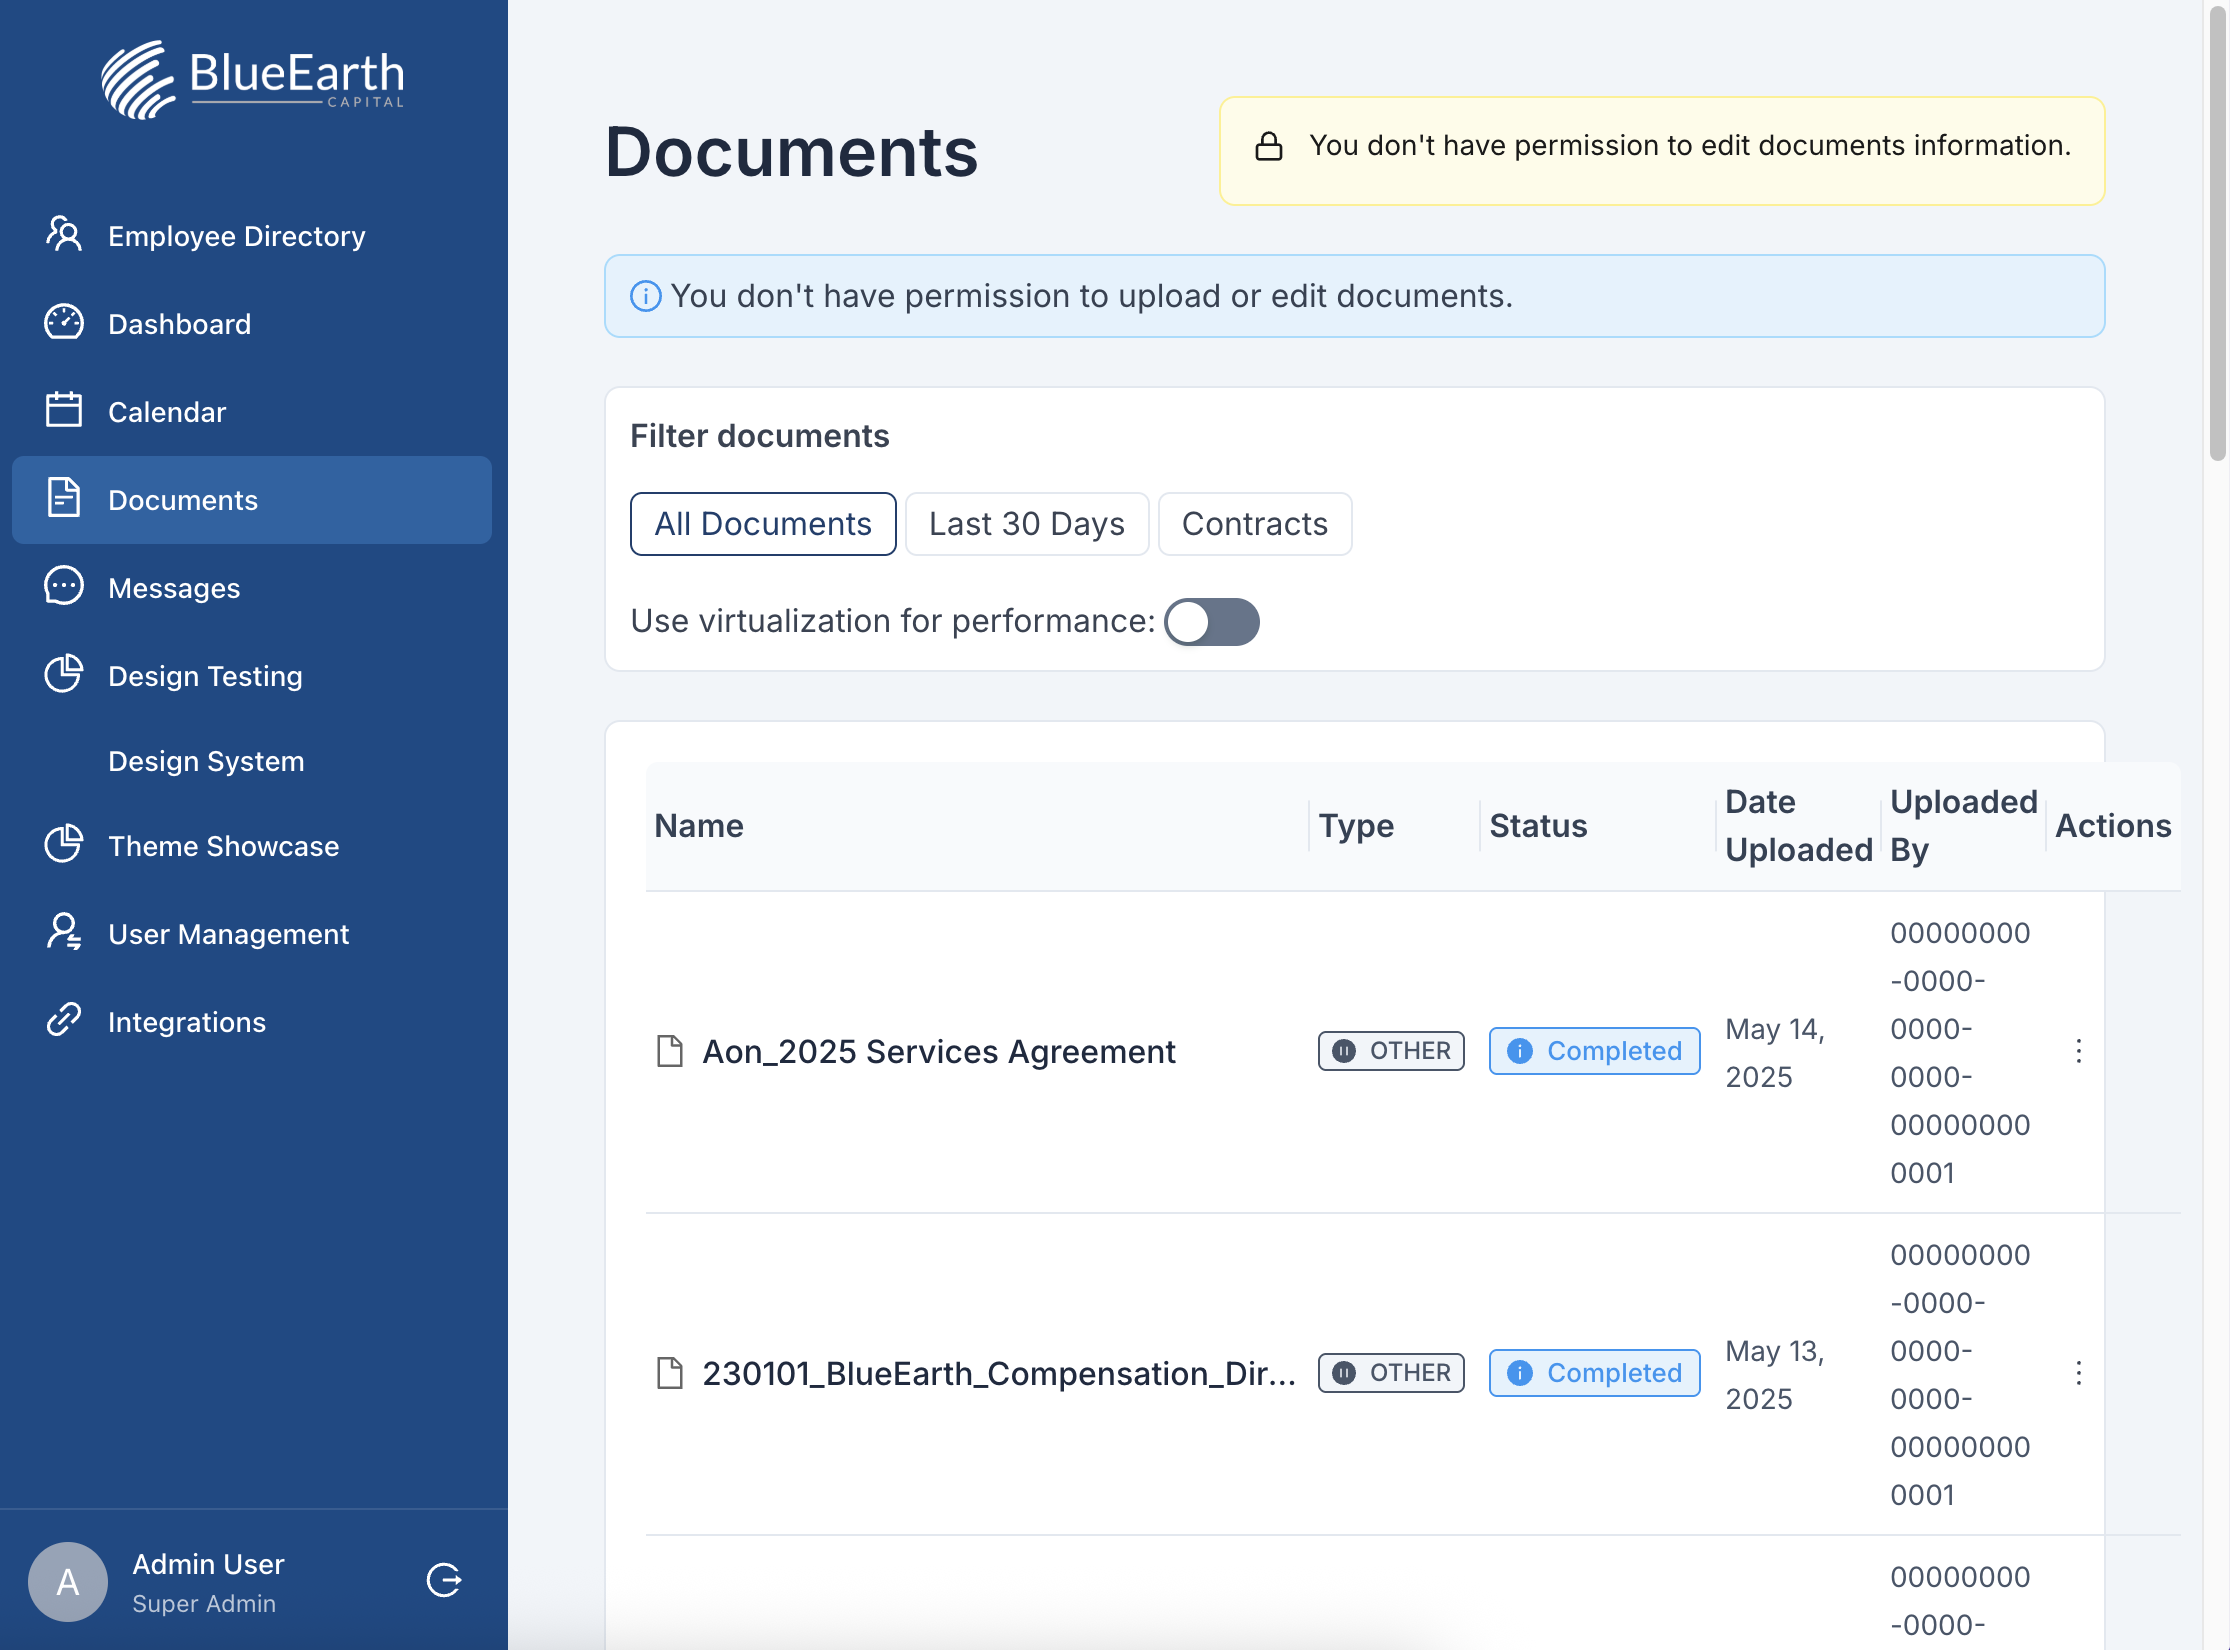 BlueEarth
CAPITAL
Employee Directory
Dashboard
Calendar
Documents
Messages
Design Testing
Design System
Theme Showcase
User Management
Integrations
A
Admin User
Super Admin
Documents
You don't have permission to edit documents information.
You don't have permission to upload or edit documents.
Filter documents
All Documents
Last 30 Days
Contracts
Use virtualization for performance:
Name
Type
Status
Date
Uploaded
Uploaded
By
Actions
Aon_2025 Services Agreement
OTHER
Completed
May 14,
2025
00000000
-0000-
0000-
0000-
00000000
0001
230101_BlueEarth_Compensation_Dir...
OTHER
Completed
May 13,
2025
00000000
-0000-
0000-
0000-
00000000
0001
00000000
-0000-